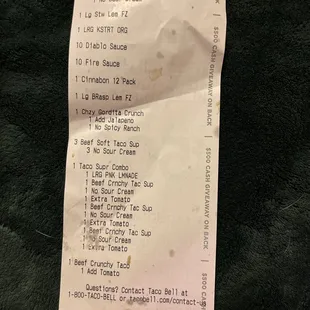 1 No Sour Cream
1 Lg Stw Lem FZ
1 LRG KSTRT ORG
10 Diablo Sauce
10 Fire Sauce
1 Cinnabon 12 Pack
1 Lg BRasp Lem FZ
1 Chzy Gordita Crunch
1 Add Jalapeno
1 No Spicy Ranch
3 Beef Soft Taco Sup
3 No Sour Cream
1 Taco Supr Combo
1 LRG PNK LMNADE
1 Beef Crnchy Tac Sup
1 No Sour Cream
1 Extra Tomato
1 Beef Crnchy Tac Sup
1 No Sour Cream
1 Extra Tomato
1 Beef Crnchy Tac Sup
1 No Sour Cream
1 Extra Tomato
1 Beef Crunchy Taco
1 Add Tomato
Questions? Contact Taco Bell at
1-800-TACO-BELL or tacobell.com/contact-us
$500 CASH GIVEAWAY ON BACK
$500 CASH GIVEAWAY ON BACK
$500 CASH